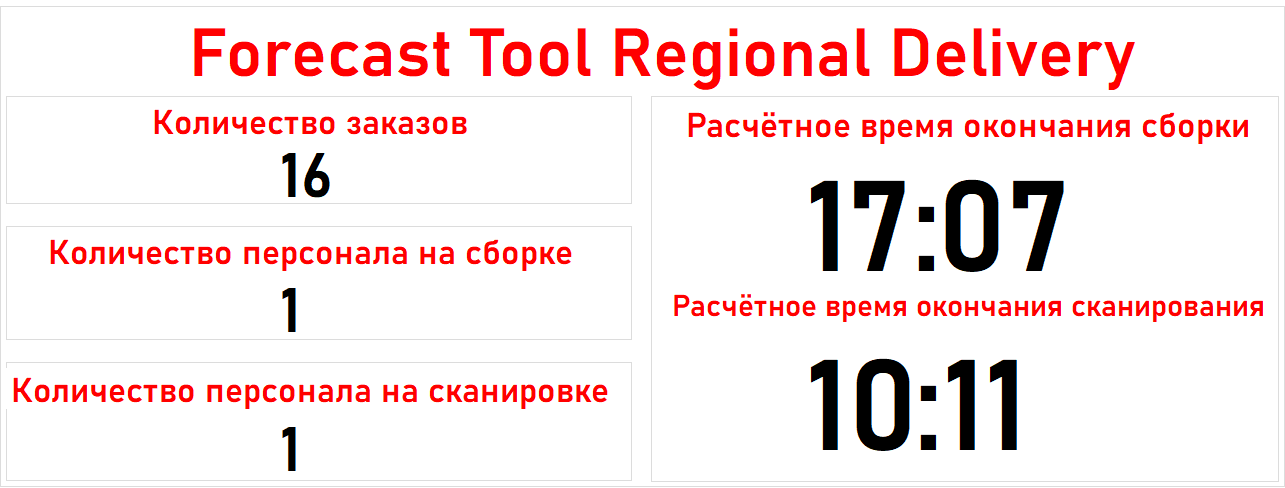 Forecast Tool Regional Delivery
Количество заказов
16
Количество персонала на сборке
1
Количество персонала на сканировке
1
Расчётное время окончания сборки
17:07
Расчётное время окончания сканирования
10:11